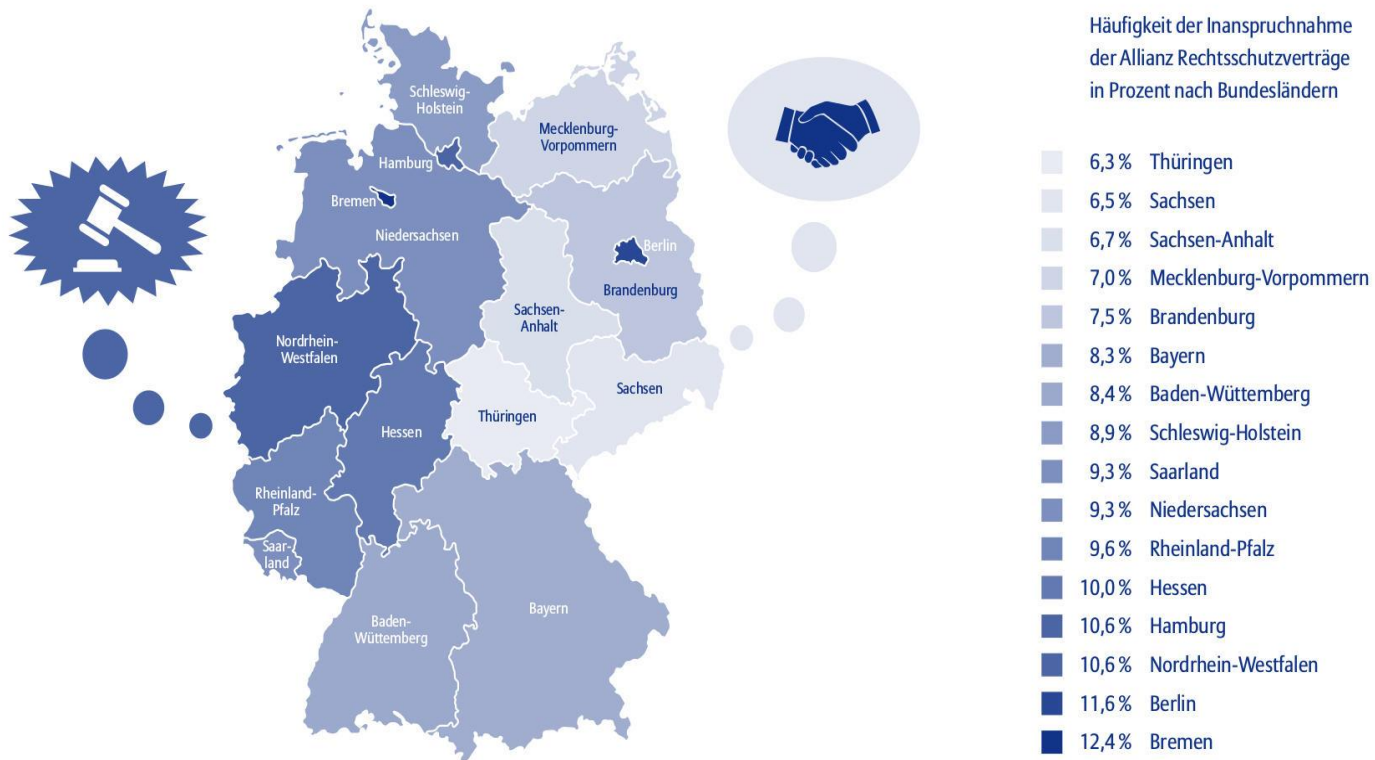 Häufigkeit der Inanspruchnahme
der Allianz Rechtsschutzverträge
in Prozent nach Bundesländern
Schleswig-
Holstein
Mecklenburg-
Vorpommern
Hamburg
Bremen
Niedersachsen
Berlin
Brandenburg
Sachsen-
Anhalt
Nordrhein-
Westfalen
Sachsen
Thüringen
Hessen
Rheinland-
Pfalz
Saar-
land
Bayern
Baden-
Wüttemberg
6,3 % Thüringen
6,5 % Sachsen
6,7 % Sachsen-Anhalt
7,0 % Mecklenburg-Vorpommern
7,5 % Brandenburg
8,3 % Bayern
8,4 % Baden-Wüttemberg
8,9 % Schleswig-Holstein
9,3 % Saarland
9,3 % Niedersachsen
9,6 % Rheinland-Pfalz
10,0 % Hessen
10,6 % Hamburg
10,6 % Nordrhein-Westfalen
11,6 % Berlin
12,4 % Bremen